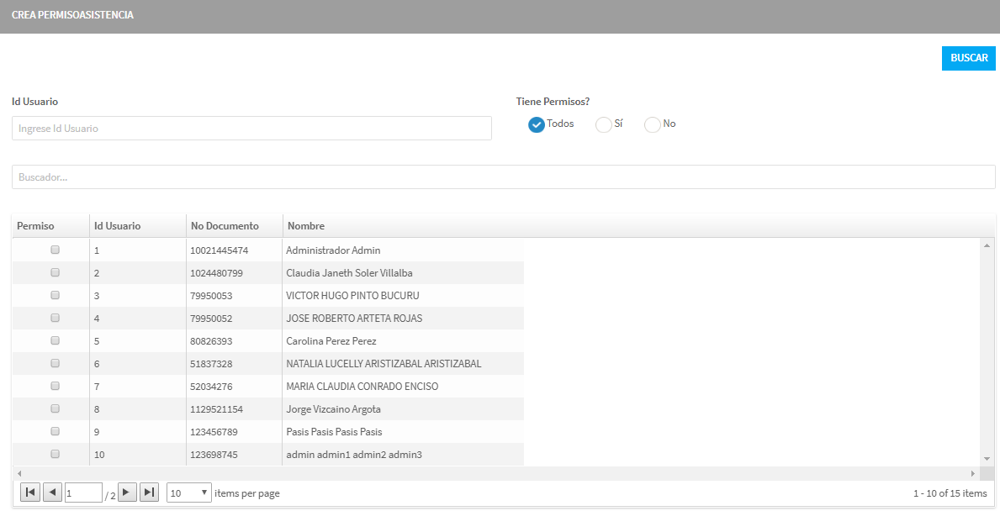 CREA PERMISOASISTENCIA
BUSCAR
Id Usuario
Tiene Permisos?
Ingrese Id Usuario
Todos Sí No
Buscador...
Permiso Id Usuario No Documento Nombre
1 10021445474 Administrador Admin
2 1024480799 Claudia Janeth Soler Villalba
3 79950053 VICTOR HUGO PINTO BUCURU
4 79950052 JOSE ROBERTO ARTETA ROJAS
5 80826393 Carolina Perez Perez
6 51837328 NATALIA LUCELLY ARISTIZABAL ARISTIZABAL
7 52034276 MARIA CLAUDIA CONRADO ENCISO
8 1129521154 Jorge Vizcaino Argota
9 123456789 Pasis Pasis Pasis Pasis
10 123698745 admin admin1 admin2 admin3
1 / 2 10 items per page 1 - 10 of 15 items